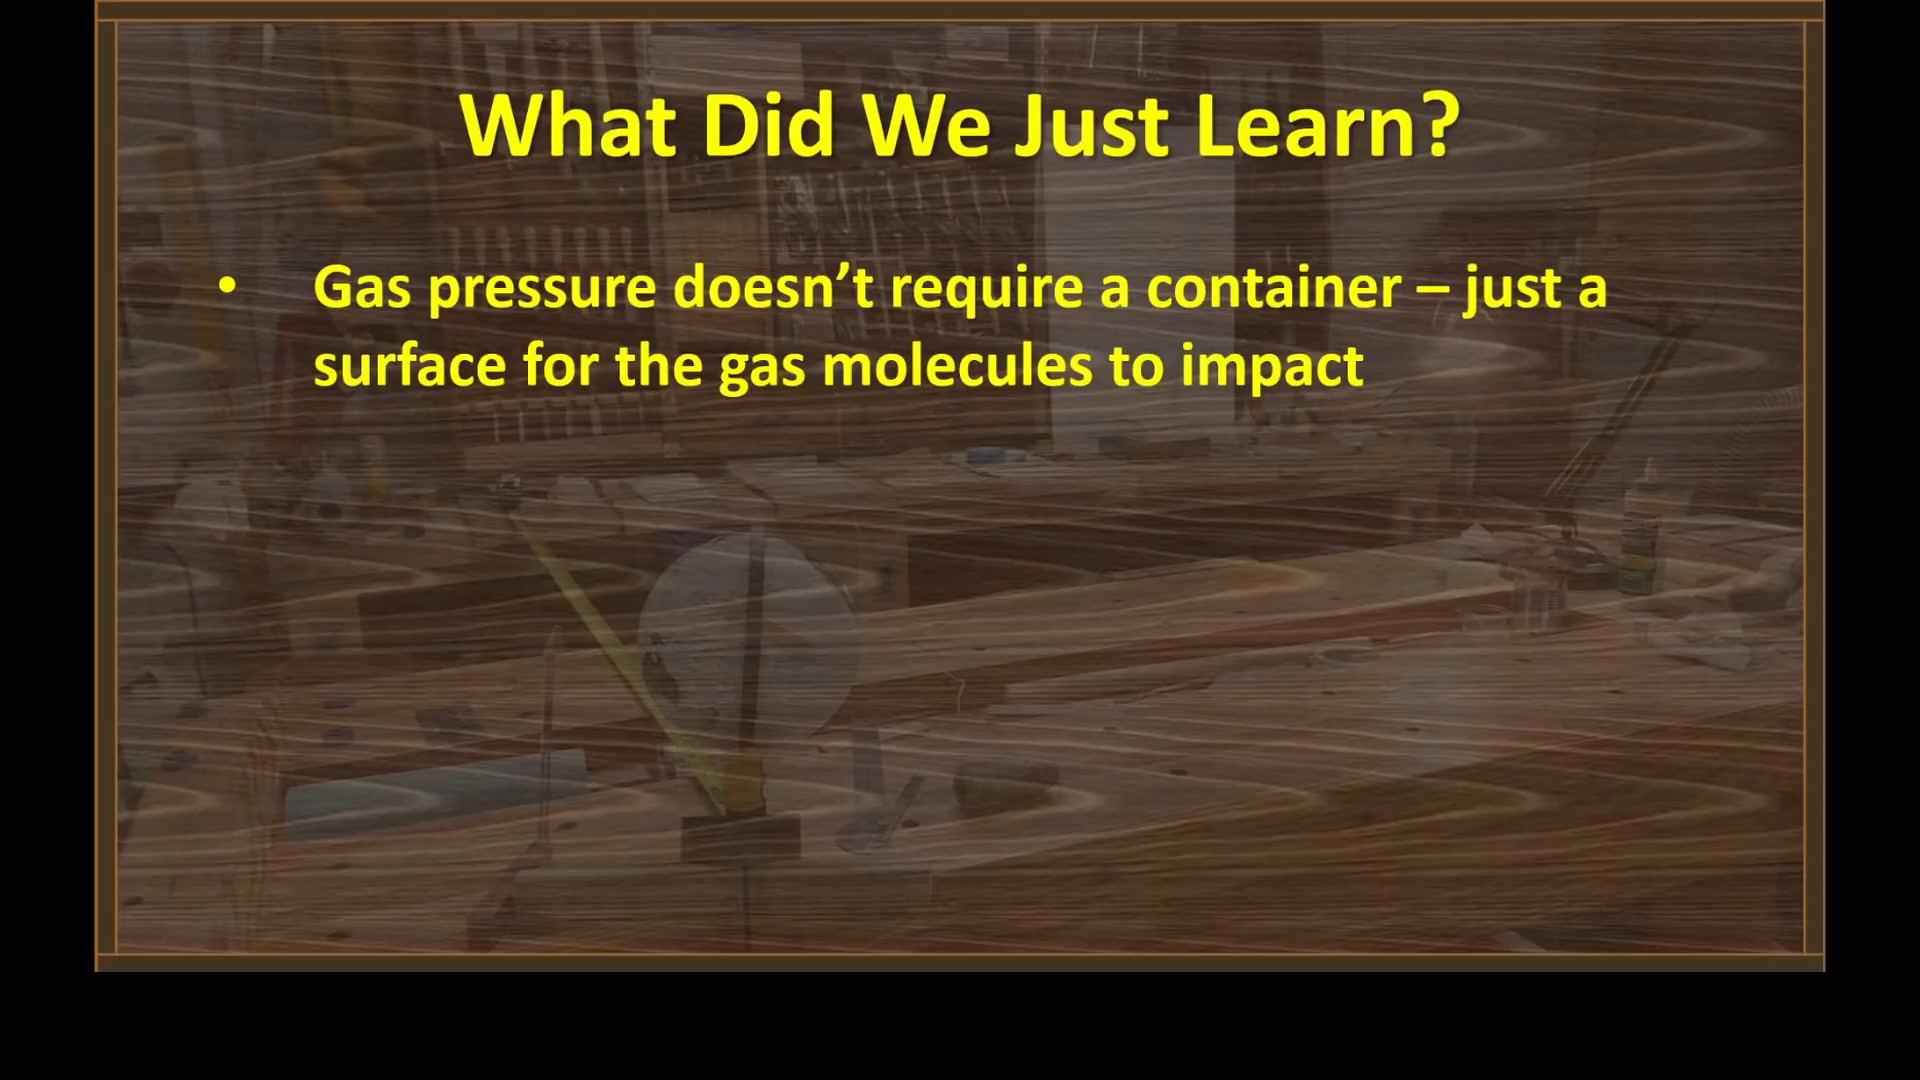 What Did We Just Learn?
• Gas pressure doesn’t require a container – just a
surface for the gas molecules to impact